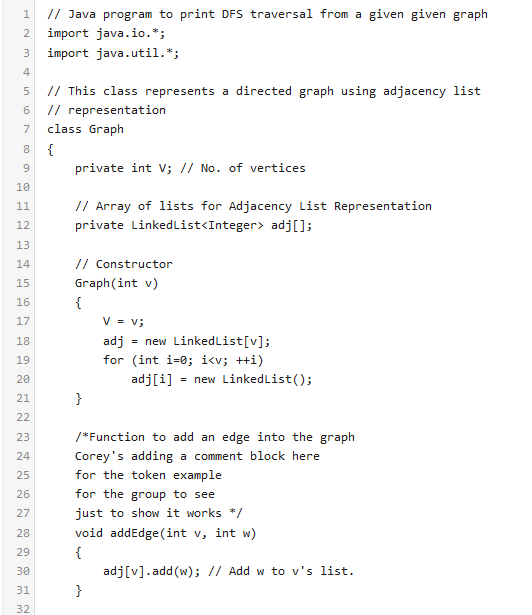 1 // Java program to print DFS traversal from a given given graph
2 import java.io.*;
3 import java.util.*;
4
5 // This class represents a directed graph using adjacency list
6 // representation
7 class Graph
8 {
9     private int V; // No. of vertices
10
11     // Array of lists for Adjacency List Representation
12     private LinkedList<Integer> adj[];
13
14     // Constructor
15     Graph(int v)
16     {
17         V = v;
18         adj = new LinkedList[v];
19         for (int i=0; i<v; ++i)
20             adj[i] = new LinkedList();
21     }
22
23     /*Function to add an edge into the graph
24     Corey's adding a comment block here
25     for the token example
26     for the group to see
27     just to show it works */
28     void addEdge(int v, int w)
29     {
30         adj[v].add(w); // Add w to v's list.
31     }
32